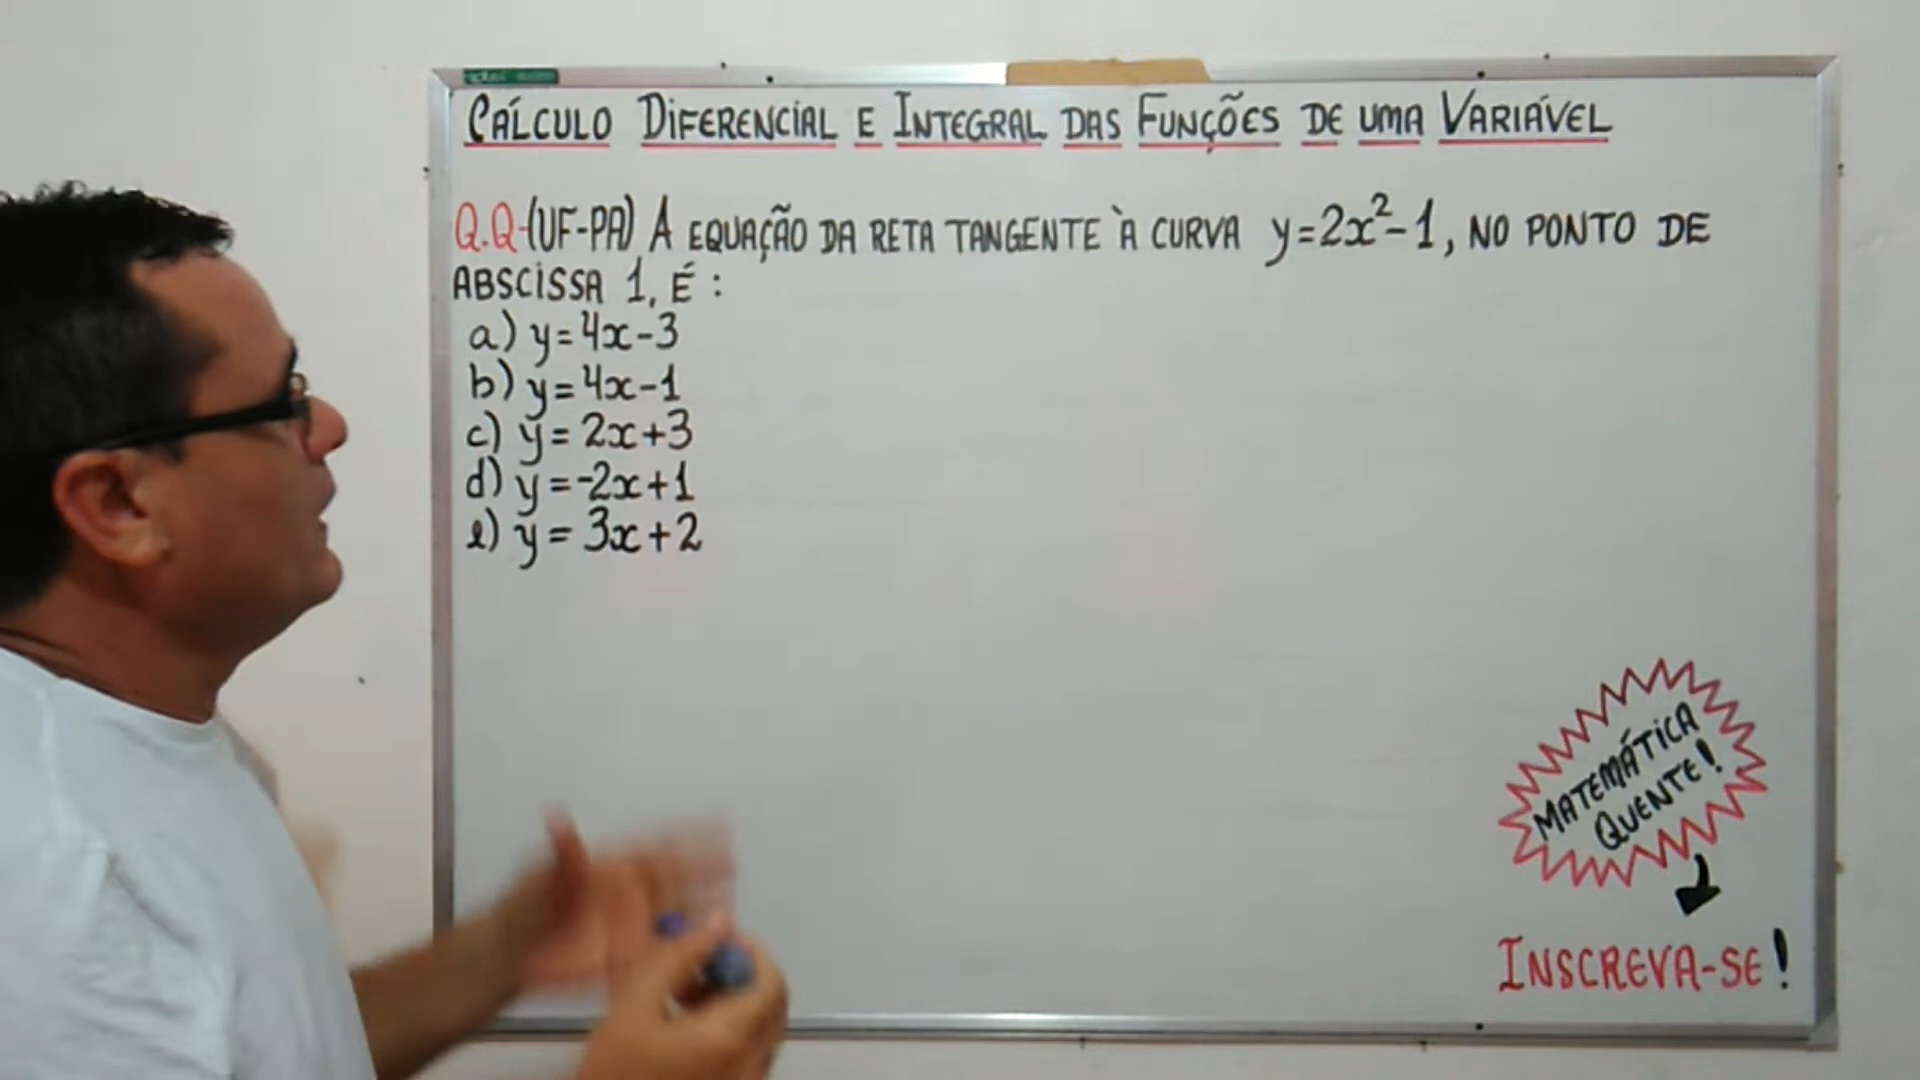 CÁLCULO DIFERENCIAL E INTEGRAL DAS FUNÇÕES DE UMA VARIÁVEL
Q.Q-(UF-PA) A EQUAÇÃO DA RETA TANGENTE À CURVA y=2x²-1, NO PONTO DE
ABSCISSA 1, É :
a) y=4x-3
b) y=4x-1
c) y=2x+3
d) y=-2x+1
e) y=3x+2
MATEMÁTICA
QUENTE!
INSCREVA-SE!